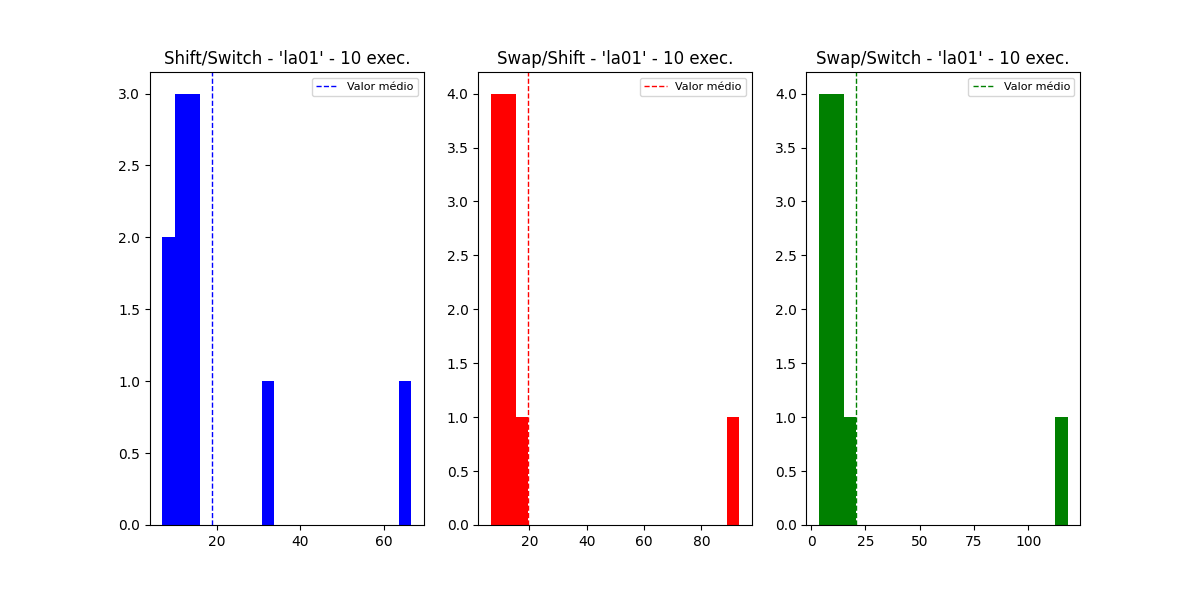 Shift/Switch - 'la01' - 10 exec.
Valor médio
3.0
2.5
2.0
1.5
1.0
0.5
0.0
20 40 60
Swap/Shift - 'la01' - 10 exec.
Valor médio
4.0
3.5
3.0
2.5
2.0
1.5
1.0
0.5
0.0
20 40 60 80
Swap/Switch - 'la01' - 10 exec.
Valor médio
4.0
3.5
3.0
2.5
2.0
1.5
1.0
0.5
0.0
0 25 50 75 100